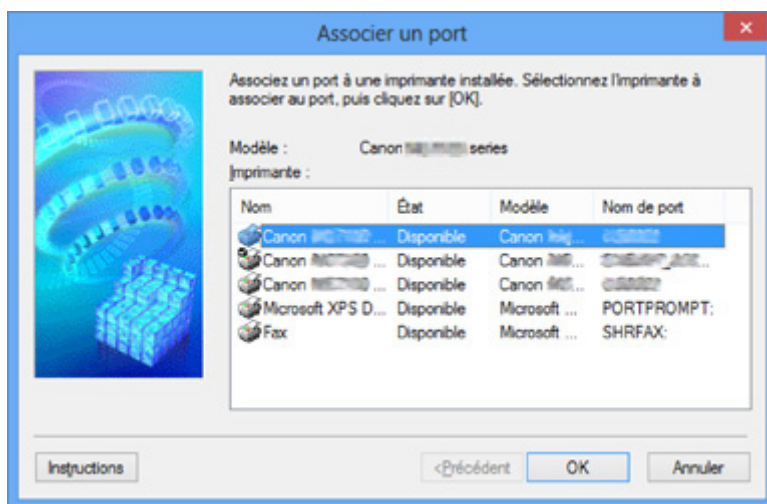 Associer un port
Associez un port à une imprimante installée. Sélectionnez l'imprimante à
associer au port, puis cliquez sur [OK].
Modèle : Canon series
Imprimante :
Nom État Modèle Nom de port
Canon ... Disponible Canon
Canon ... Disponible Canon
Canon ... Disponible Canon
Microsoft XPS D... Disponible Microsoft ... PORTPROMPT:
Fax Disponible Microsoft ... SHRFAX:
Instructions <Précédent OK Annuler